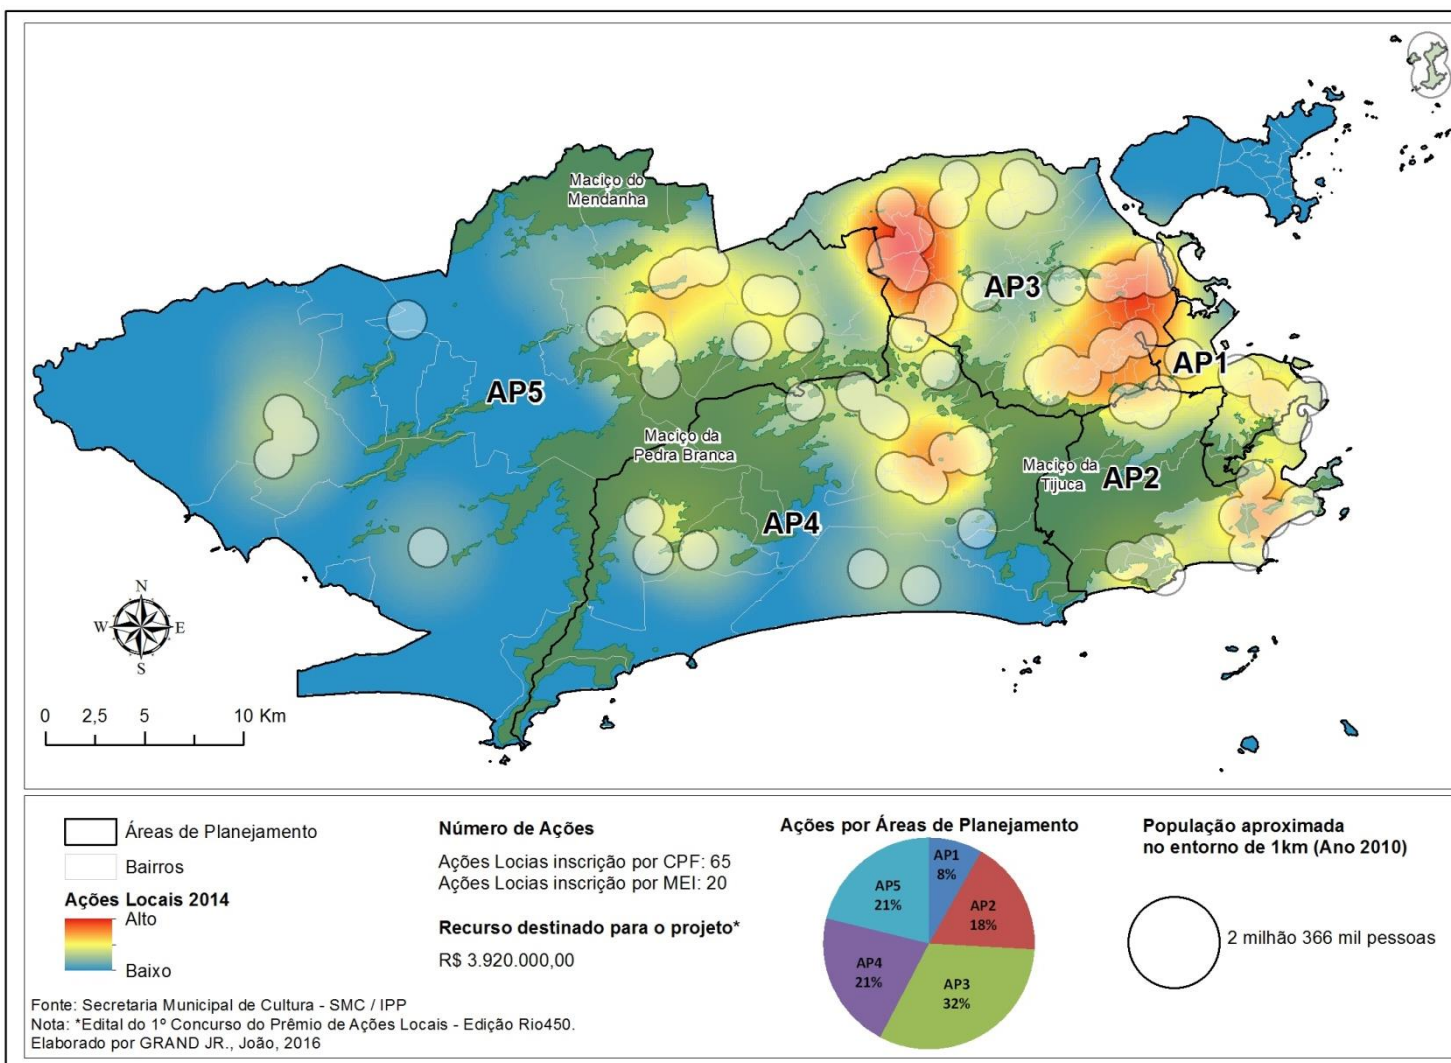 Maciço do
Mendanha
AP3
AP1
AP5
Maciço da
Pedra Branca
Maciço da
Tijuca
AP2
AP4
N
W
E
S
0 2,5 5 10 Km
Áreas de Planejamento
Bairros
Ações Locais 2014
Alto
Baixo
Número de Ações
Ações Locias inscrição por CPF: 65
Ações Locias inscrição por MEI: 20
Recurso destinado para o projeto*
R$ 3.920.000,00
Ações por Áreas de Planejamento
AP1
8%
AP2
18%
AP3
32%
AP4
21%
AP5
21%
População aproximada
no entorno de 1km (Ano 2010)
2 milhão 366 mil pessoas
Fonte: Secretaria Municipal de Cultura - SMC / IPP
Nota: *Edital do 1º Concurso do Prêmio de Ações Locais - Edição Rio450.
Elaborado por GRAND JR., João, 2016